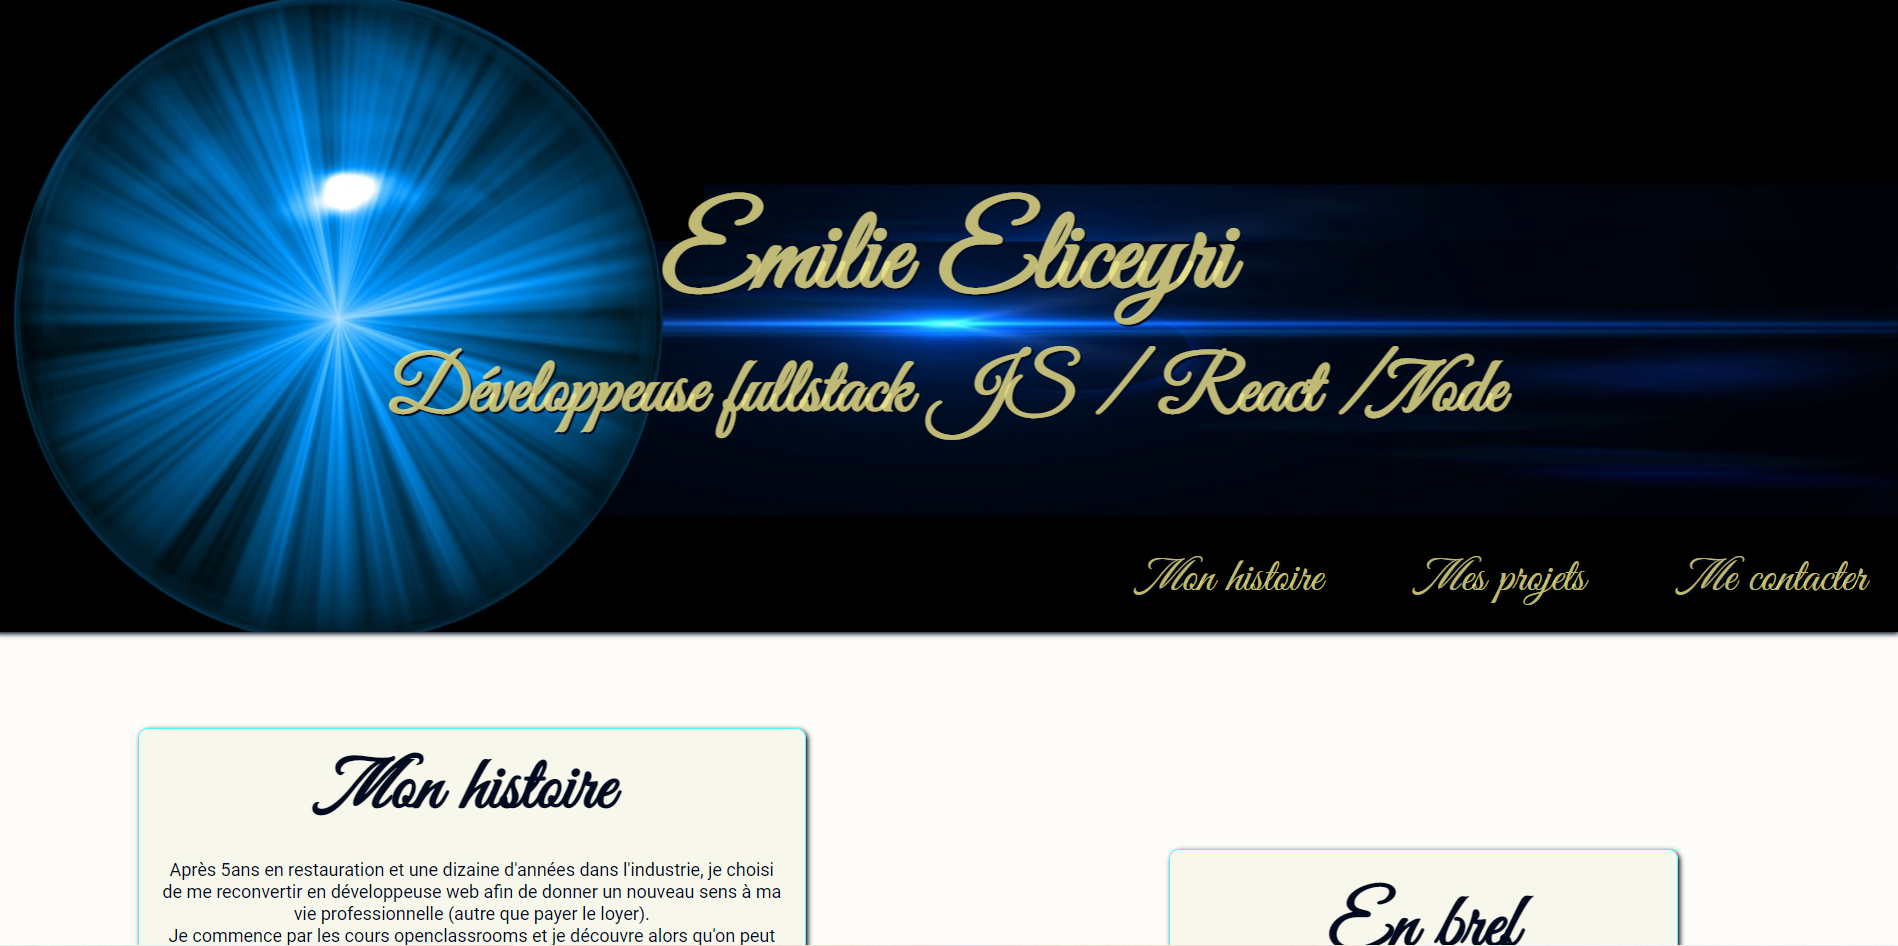 Emilie Eliceyri
Développeuse fullstack JS / React /Node
Mon histoire Mes projets Me contacter
Mon histoire
Après 5ans en restauration et une dizaine d'années dans l'industrie, je choisi
de me reconvertir en développeuse web afin de donner un nouveau sens à ma
vie professionnelle (autre que payer le loyer).
Je commence par les cours openclassrooms et je découvre alors qu'on peut
En bref